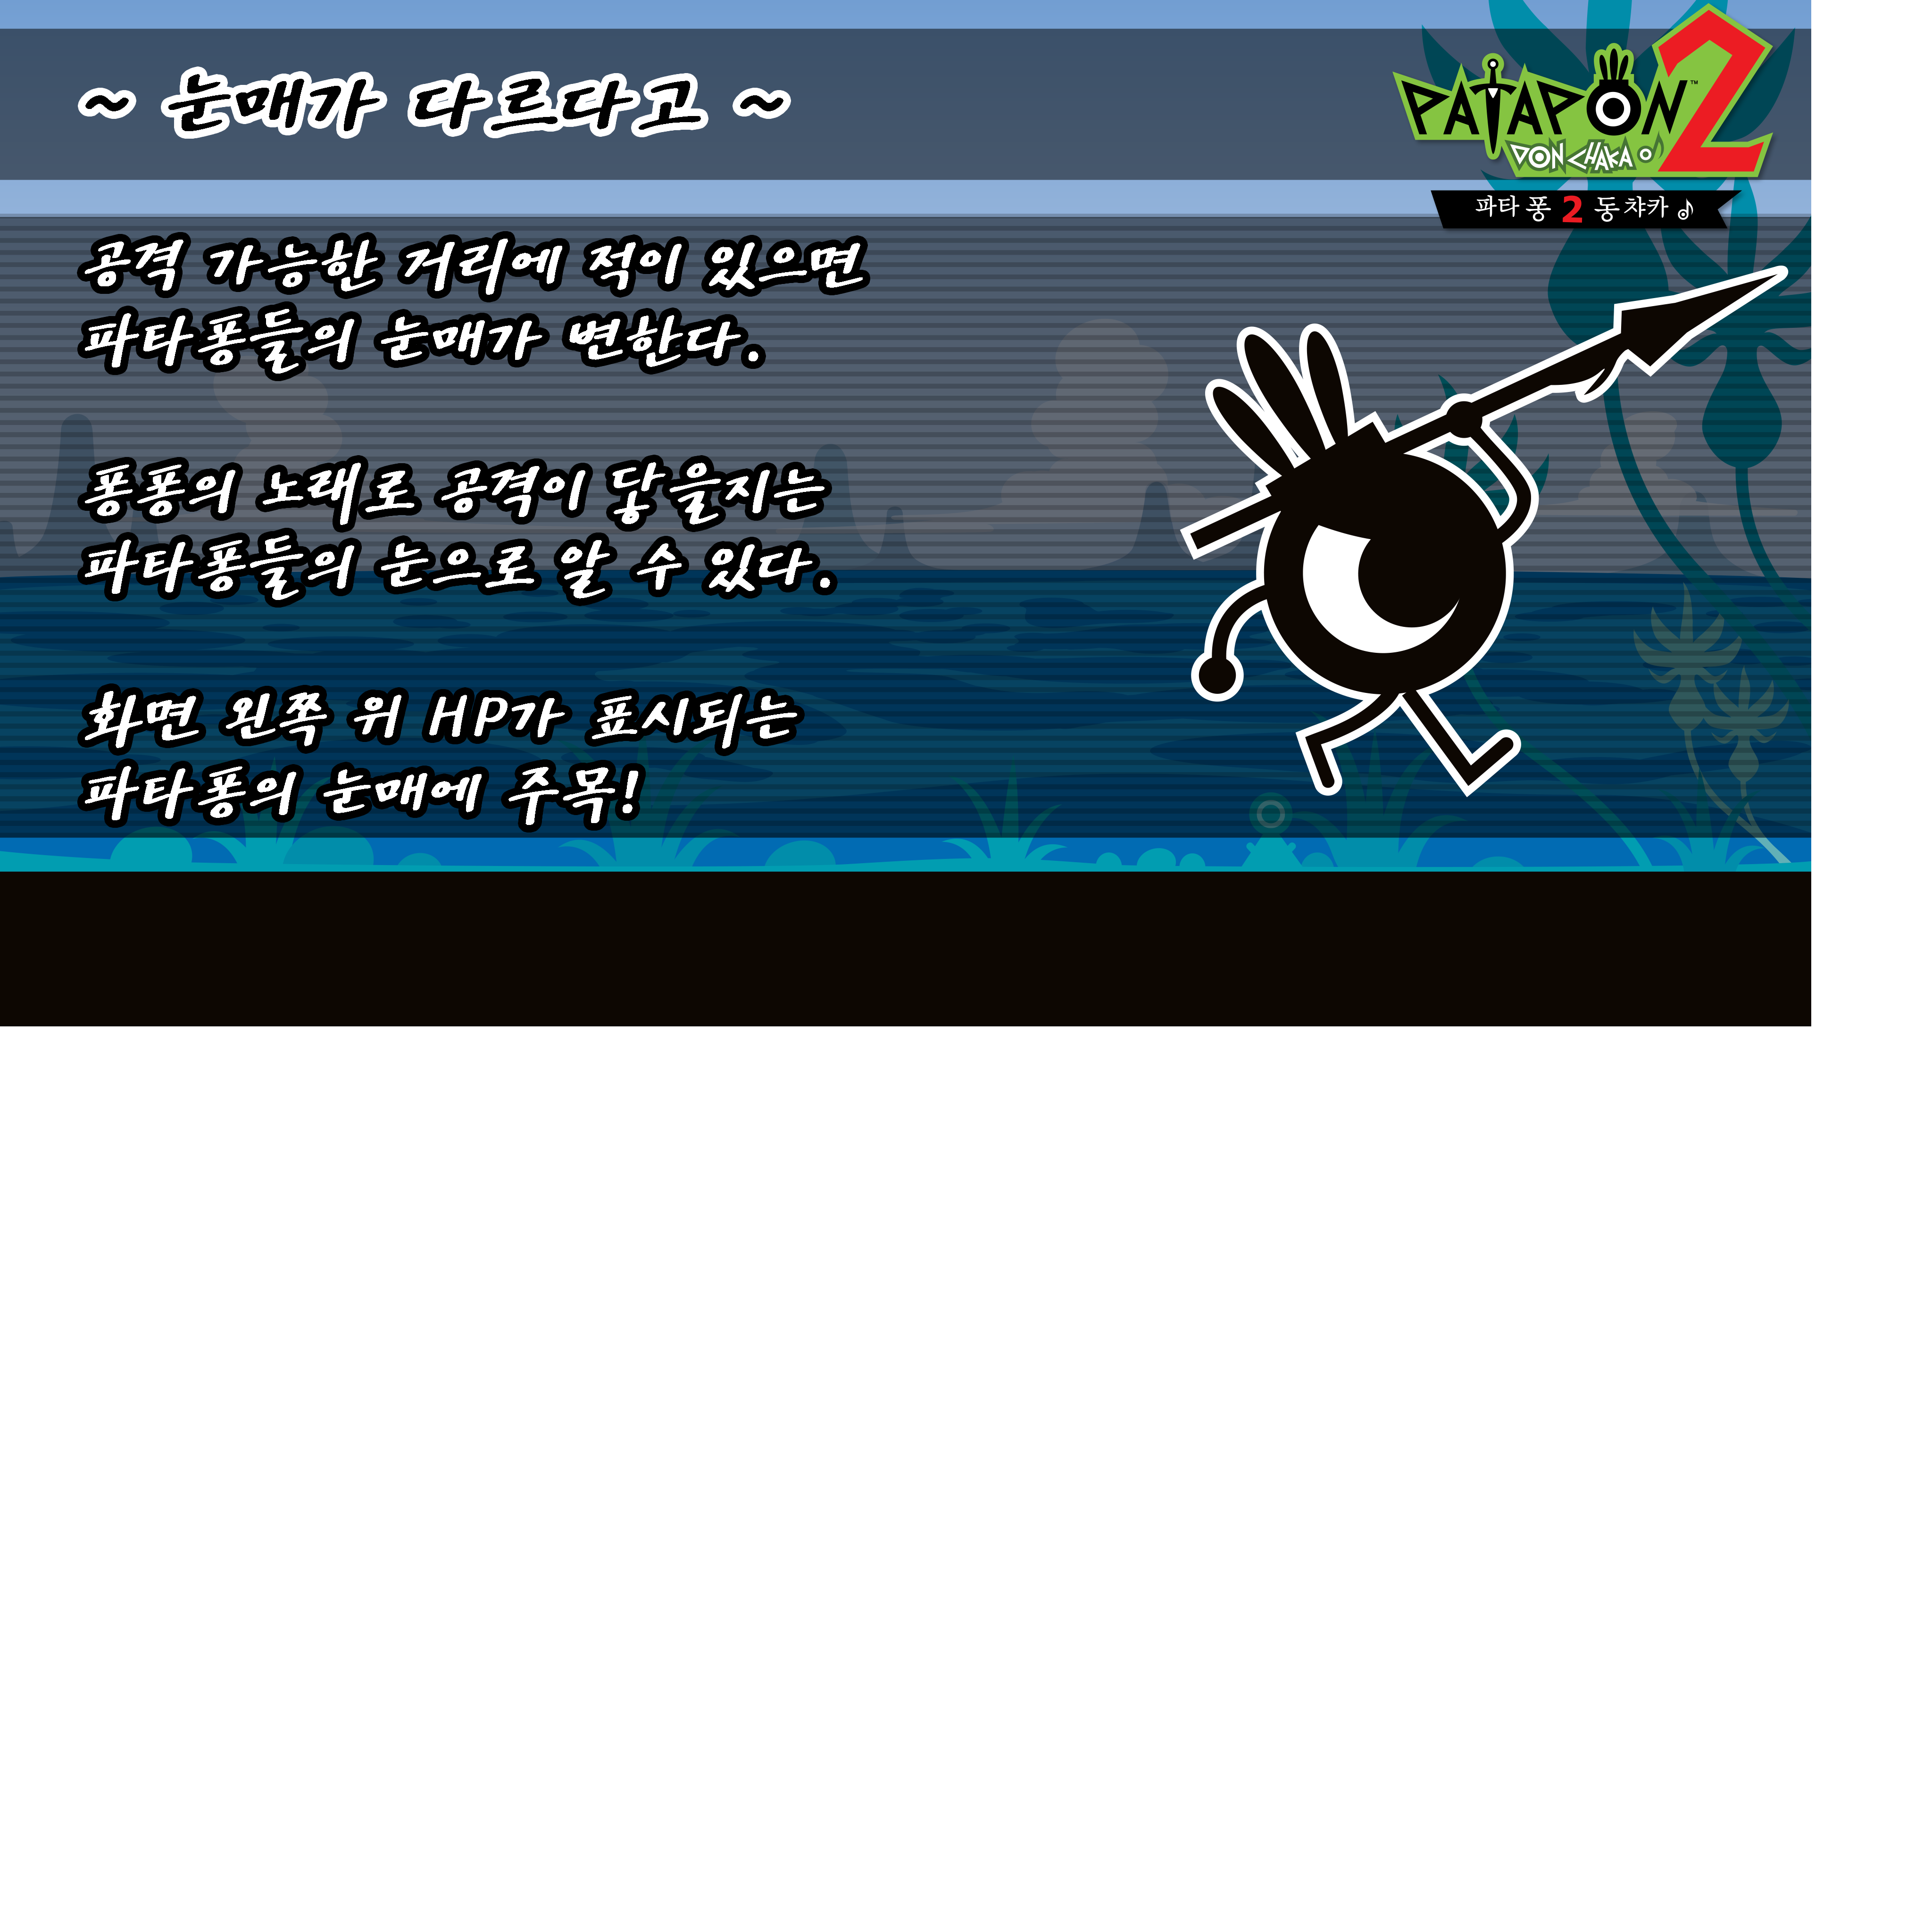 ~ 눈매가 다르다고 ~
PATAPON 2™
DON CHAKA♪
파타퐁 2 동챠카♪
공격 가능한 거리에 적이 있으면
파타퐁들의 눈매가 변한다.
퐁퐁의 노래로 공격이 닿을지는
파타퐁들의 눈으로 알 수 있다.
화면 왼쪽 위 HP가 표시되는
파타퐁의 눈매에 주목!